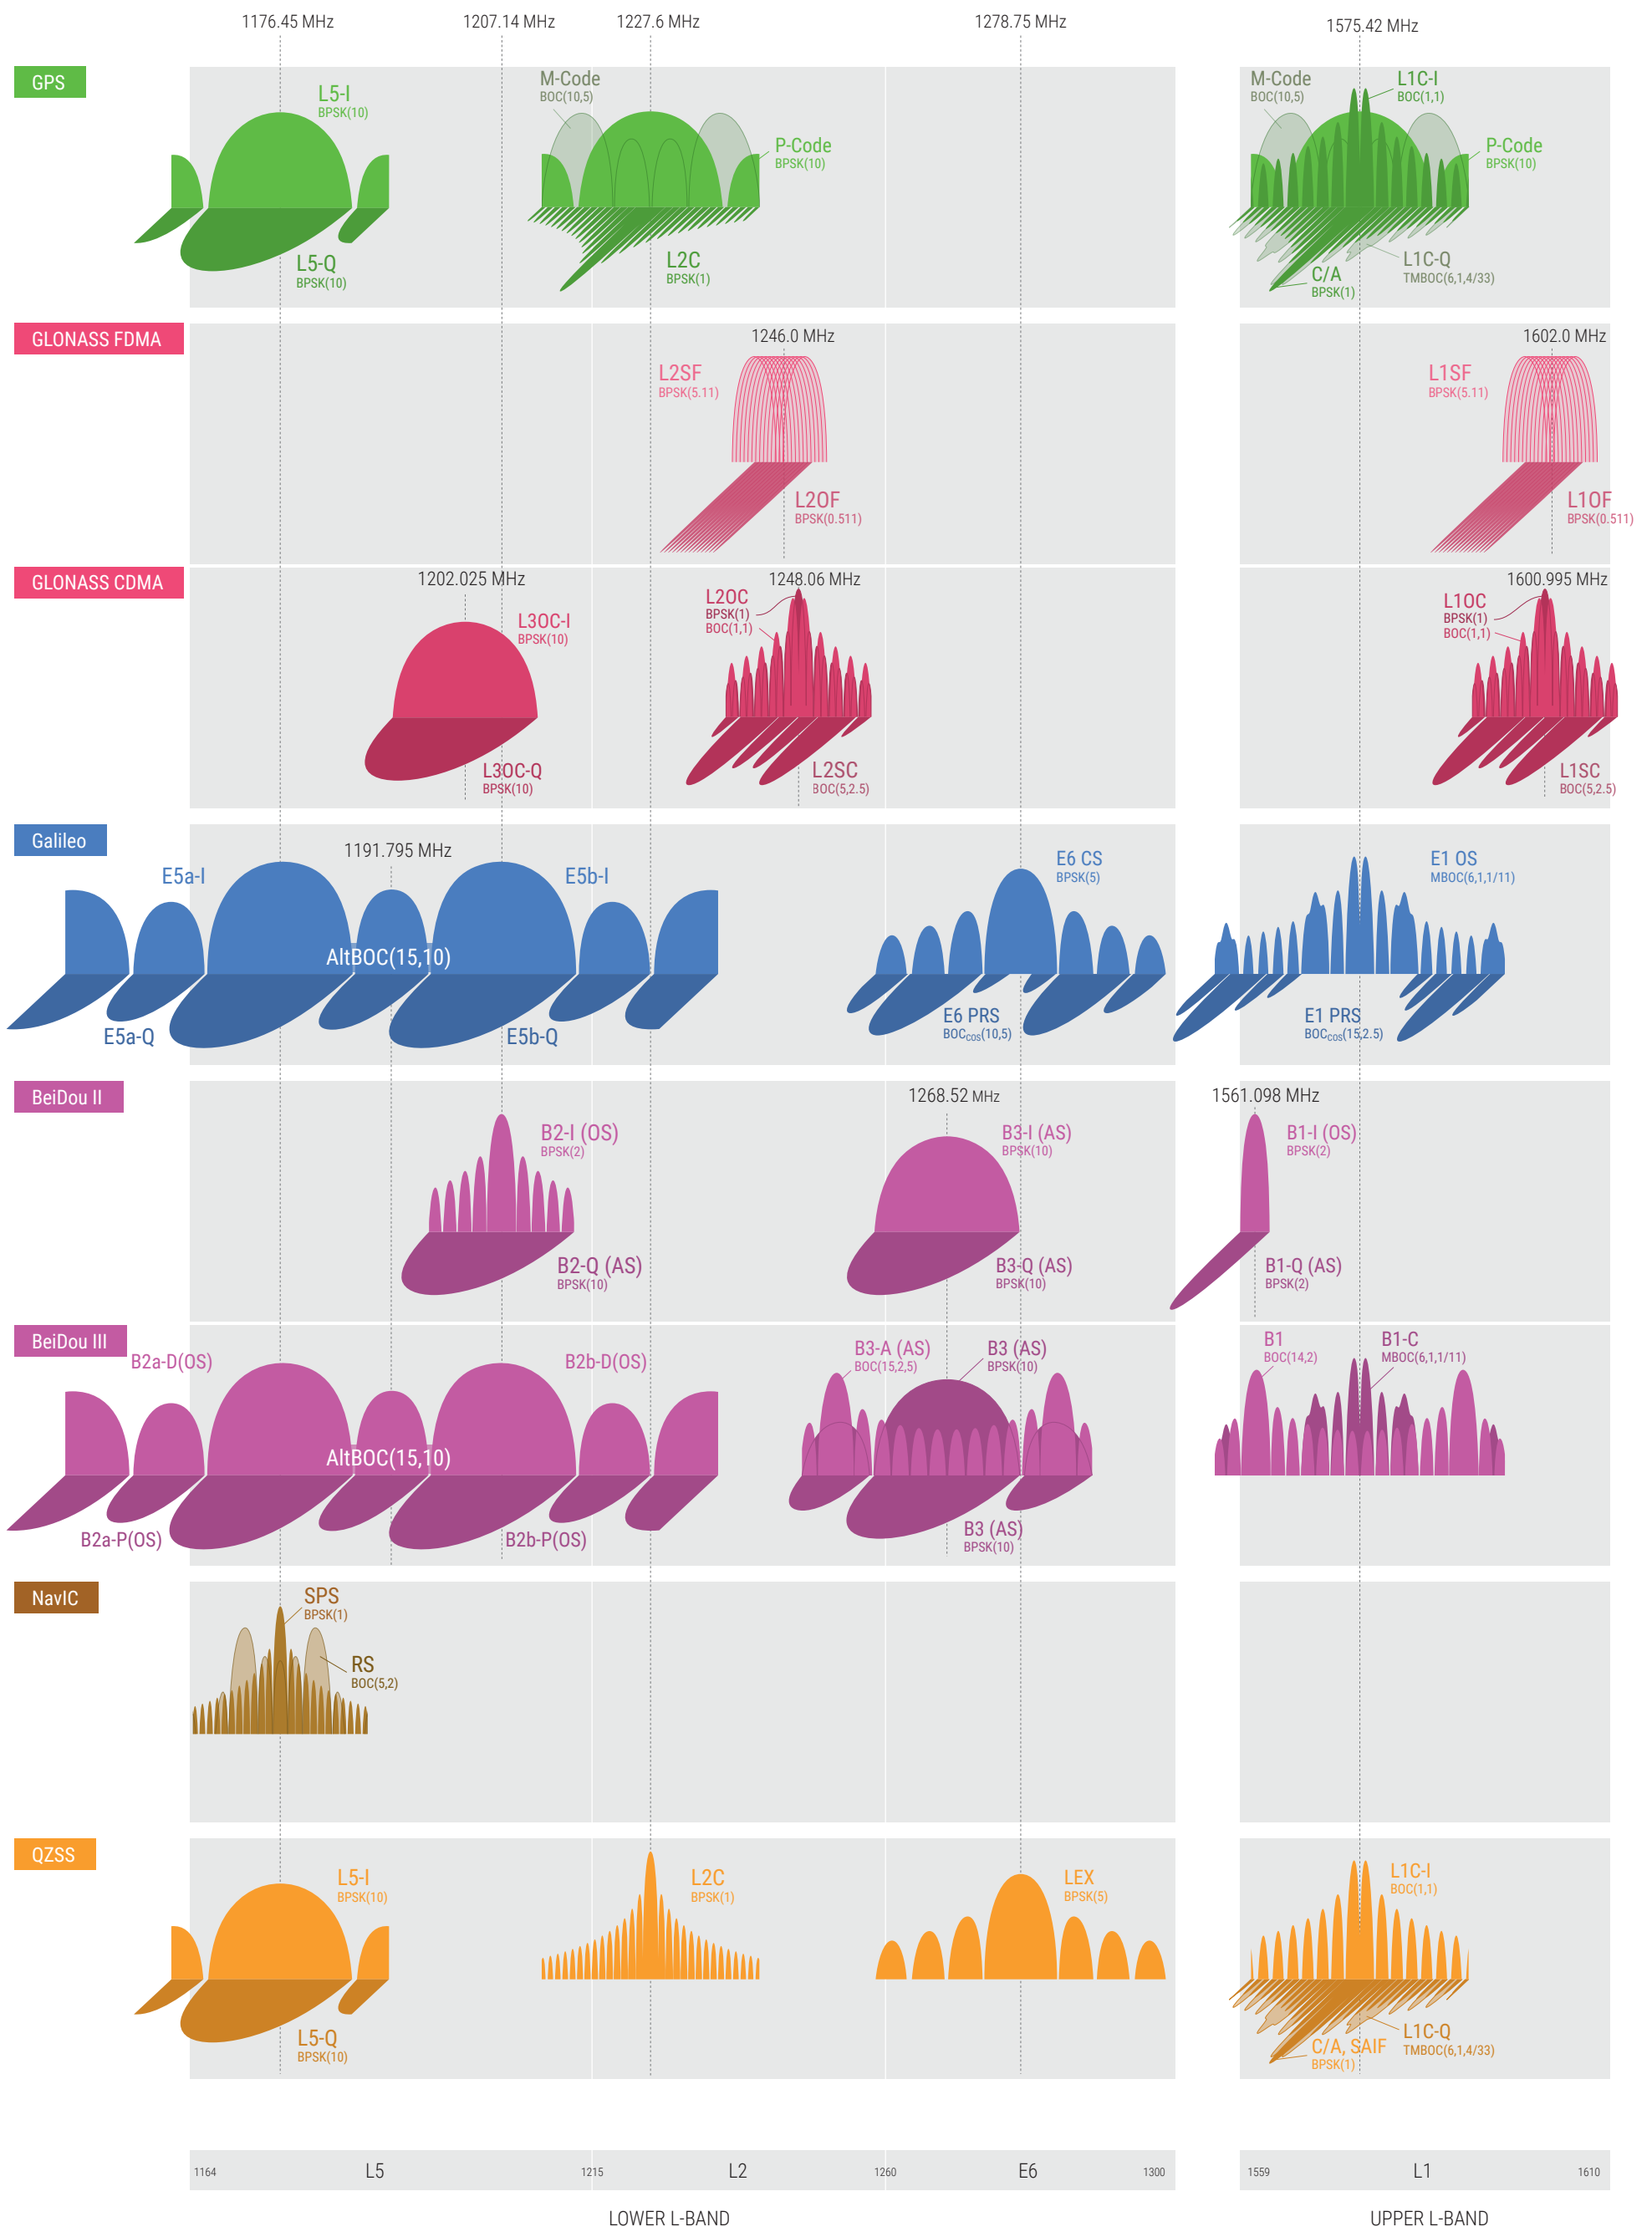 1176.45 MHz
1207.14 MHz
1227.6 MHz
1278.75 MHz
1575.42 MHz
GPS
L5-I
BPSK(10)
L5-Q
BPSK(10)
M-Code
BOC(10,5)
P-Code
BPSK(10)
L2C
BPSK(1)
M-Code
BOC(10,5)
L1C-I
BOC(1,1)
P-Code
BPSK(10)
L1C-Q
TMBOC(6,1,4/33)
C/A
BPSK(1)
GLONASS FDMA
1246.0 MHz
L2SF
BPSK(5.11)
L2OF
BPSK(0.511)
1602.0 MHz
L1SF
BPSK(5.11)
L1OF
BPSK(0.511)
GLONASS CDMA
1202.025 MHz
L3OC-I
BPSK(10)
L3OC-Q
BPSK(10)
1248.06 MHz
L2OC
BPSK(1)
BOC(1,1)
L2SC
BOC(5,2.5)
1600.995 MHz
L1OC
BPSK(1)
BOC(1,1)
L1SC
BOC(5,2.5)
Galileo
1191.795 MHz
E5a-I
E5b-I
AltBOC(15,10)
E5a-Q
E5b-Q
E6 CS
BPSK(5)
E6 PRS
BOCcos(10,5)
E1 OS
MBOC(6,1,1/11)
E1 PRS
BOCcos(15,2.5)
BeiDou II
B2-I (OS)
BPSK(2)
B2-Q (AS)
BPSK(10)
1268.52 MHz
B3-I (AS)
BPSK(10)
B3-Q (AS)
BPSK(10)
1561.098 MHz
B1-I (OS)
BPSK(2)
B1-Q (AS)
BPSK(2)
BeiDou III
B2a-D(OS)
B2b-D(OS)
AltBOC(15,10)
B2a-P(OS)
B2b-P(OS)
B3-A (AS)
BOC(15,2,5)
B3 (AS)
BPSK(10)
B3 (AS)
BPSK(10)
B1
BOC(14,2)
B1-C
MBOC(6,1,1/11)
NavIC
SPS
BPSK(1)
RS
BOC(5,2)
QZSS
L5-I
BPSK(10)
L5-Q
BPSK(10)
L2C
BPSK(1)
LEX
BPSK(5)
L1C-I
BOC(1,1)
L1C-Q
TMBOC(6,1,4/33)
C/A, SAIF
BPSK(1)
1164
L5
1215
L2
1260
E6
1300
1559
L1
1610
LOWER L-BAND
UPPER L-BAND